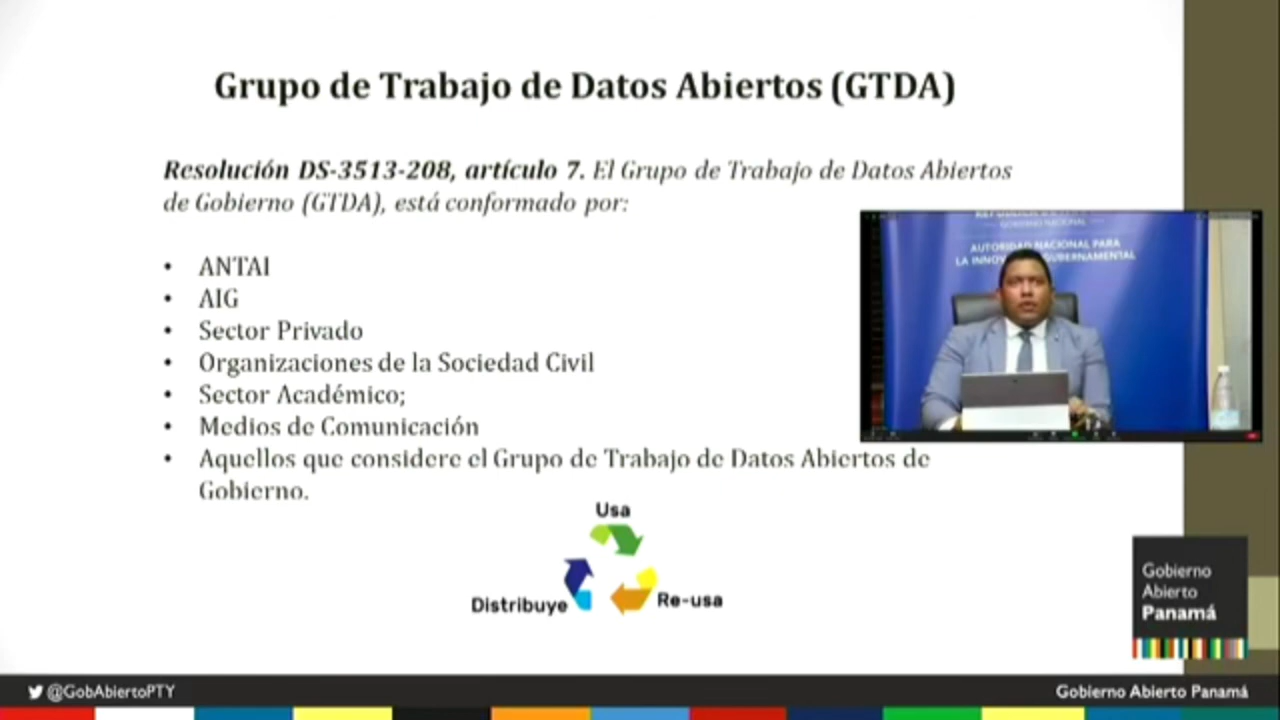 Grupo de Trabajo de Datos Abiertos (GTDA)
Resolución DS-3513-208, artículo 7. El Grupo de Trabajo de Datos Abiertos
de Gobierno (GTDA), está conformado por:
• ANTAI
• AIG
• Sector Privado
• Organizaciones de la Sociedad Civil
• Sector Académico;
• Medios de Comunicación
• Aquellos que considere el Grupo de Trabajo de Datos Abiertos de
Gobierno.
GOBIERNO NACIONAL
AUTORIDAD NACIONAL PARA
LA GUBERNAMENTAL
Usa
Distribuye
Re-usa
Gobierno
Abierto
Panamá
@GobAbiertoPTY
Gobierno Abierto Panamá